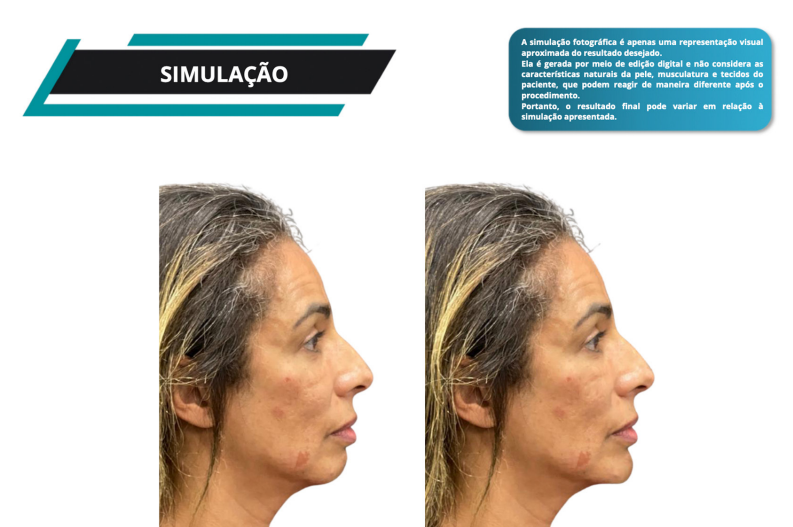 SIMULAÇÃO
A simulação fotográfica é apenas uma representação visual
aproximada do resultado desejado.
Ela é gerada por meio de edição digital e não considera as
características naturais da pele, musculatura e tecidos do
paciente, que podem reagir de maneira diferente após o
procedimento.
Portanto, o resultado final pode variar em relação à
simulação apresentada.